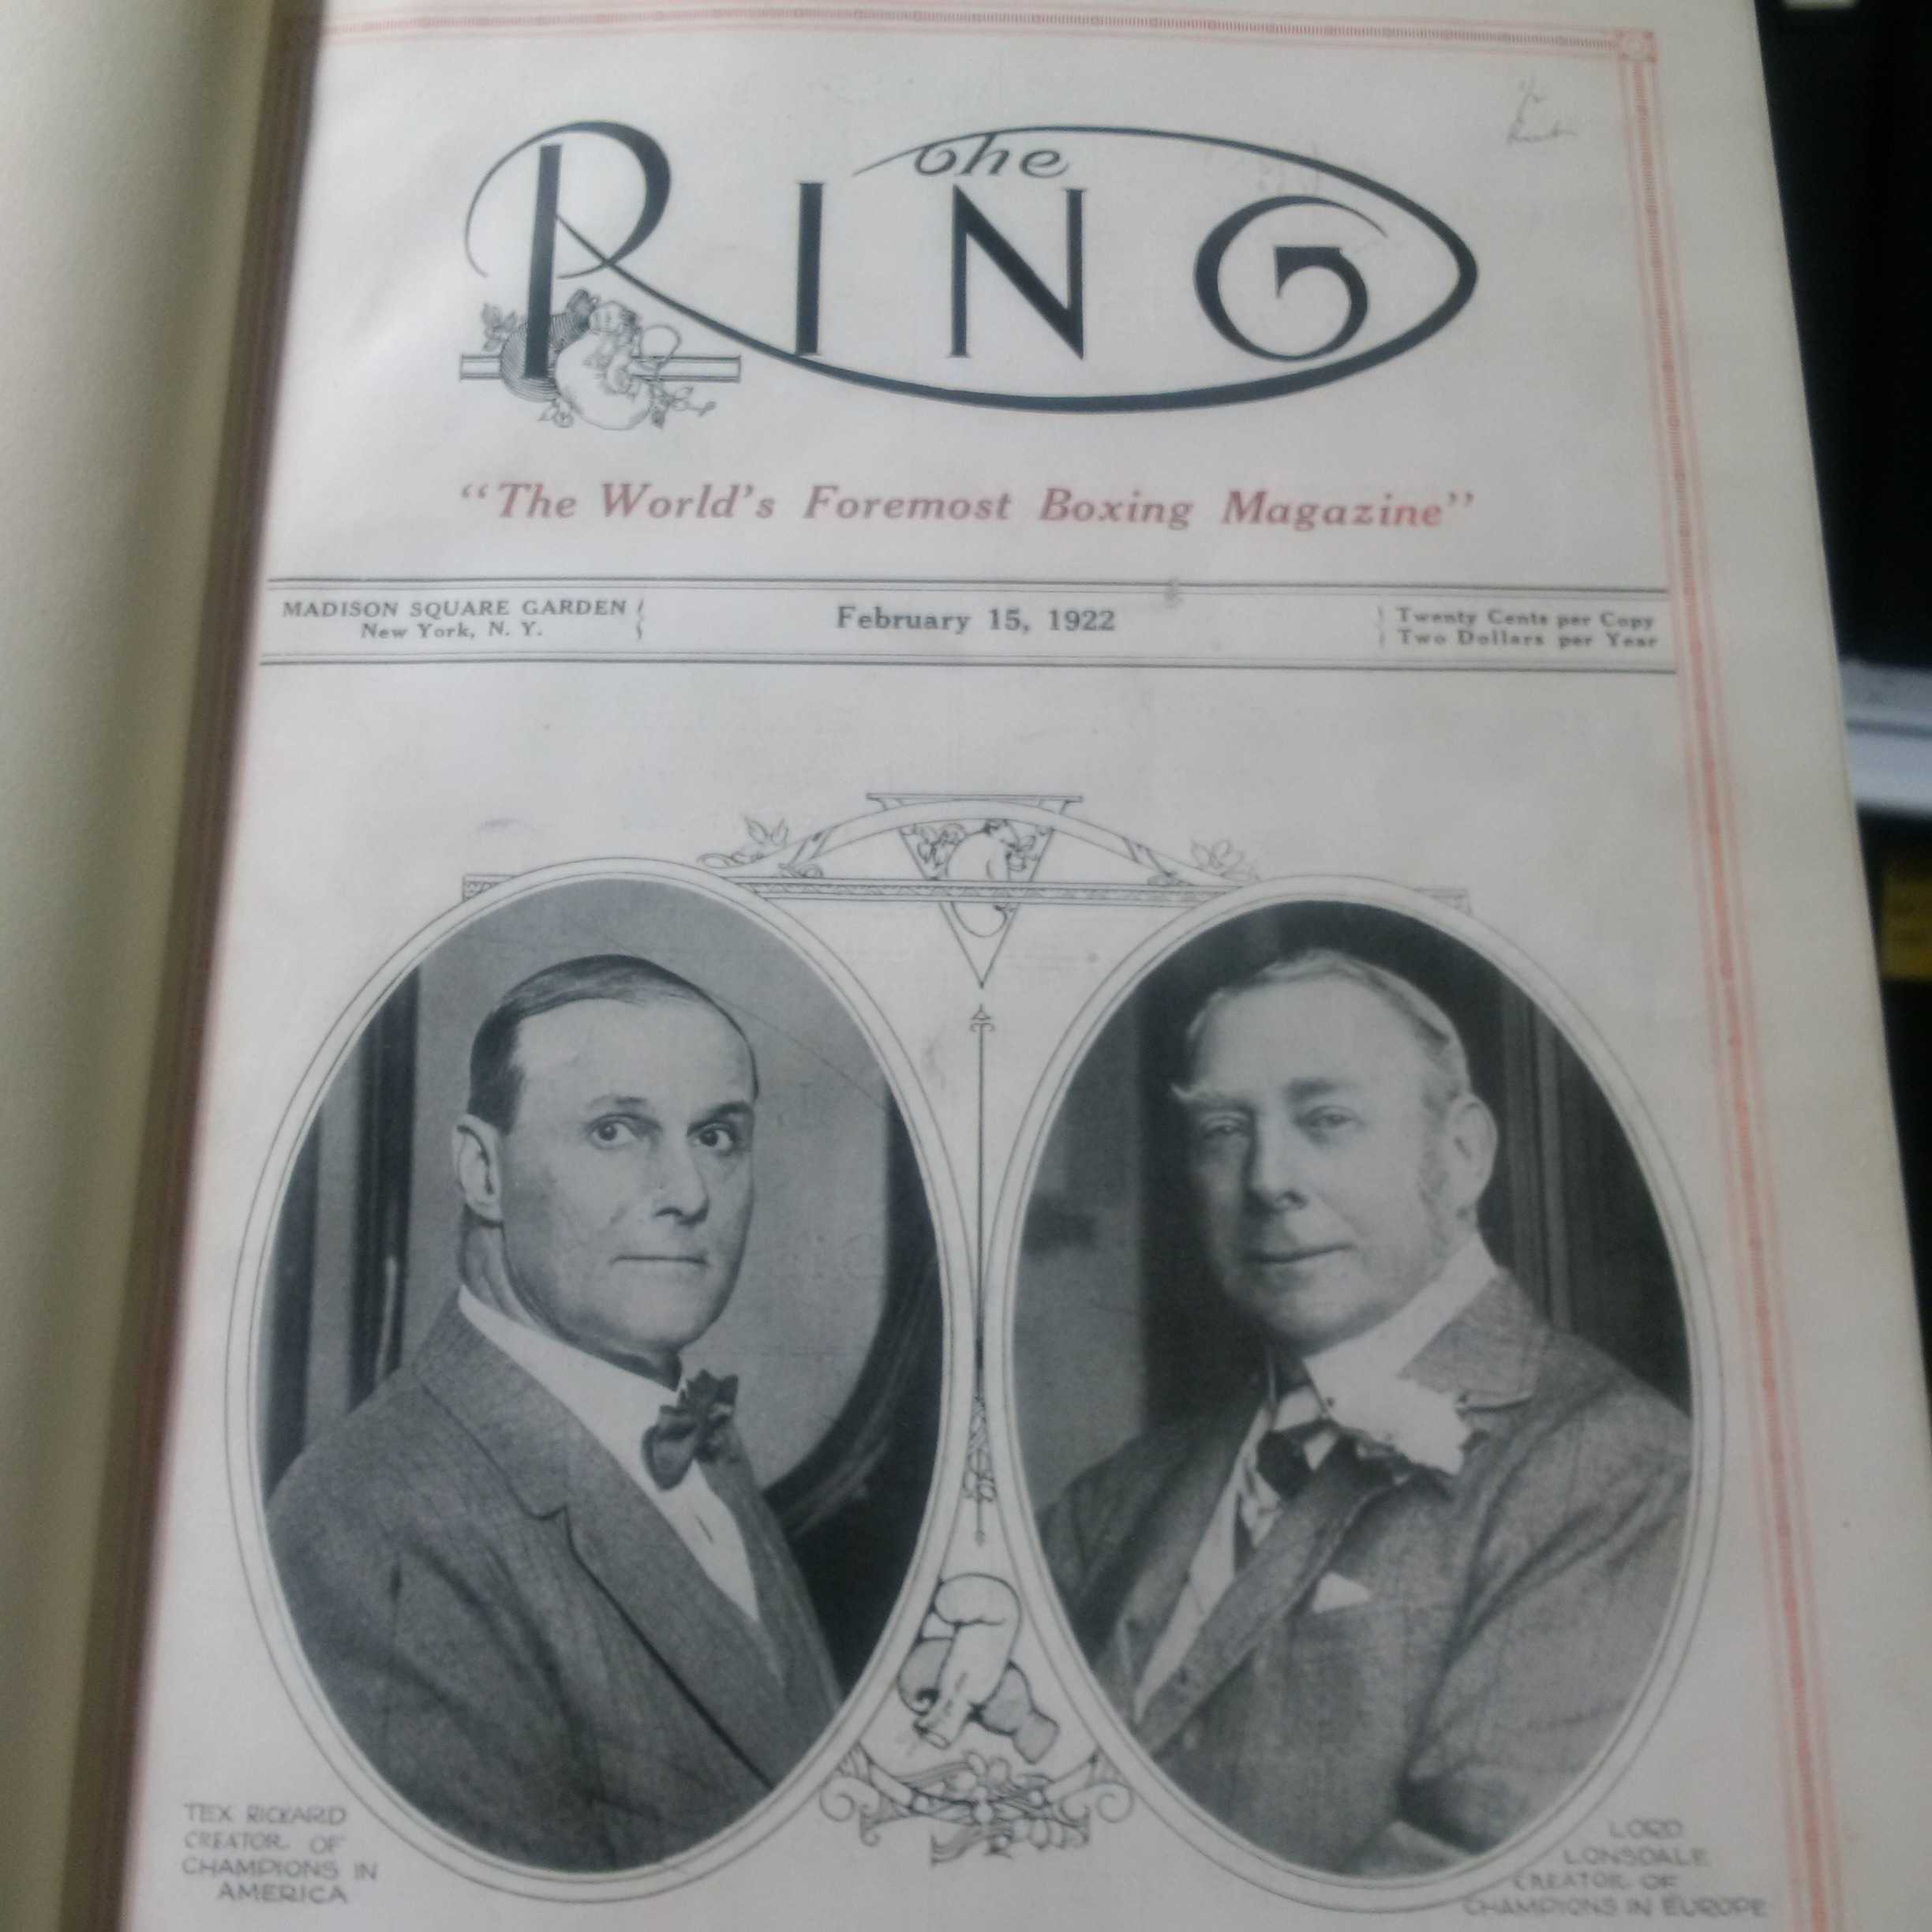 The
RING
"The World's Foremost Boxing Magazine"
MADISON SQUARE GARDEN
New York, N. Y.
February 15, 1922
Twenty Cents per Copy
Two Dollars per Year
TEX RICKARD
CREATOR OF
CHAMPIONS IN
AMERICA
LORD
LONSDALE
CREATOR OF
CHAMPIONS IN EUROPE